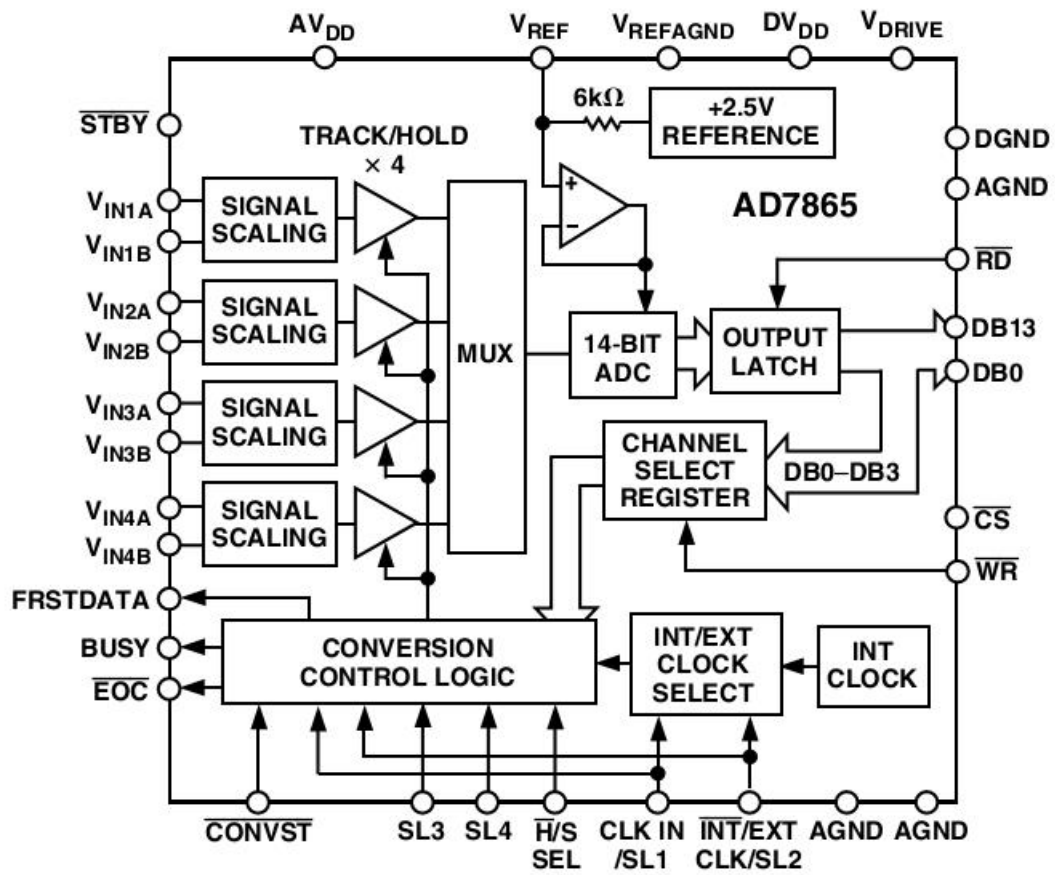 AVDD
VREF
VREFAGND
DVDD
VDRIVE
STBY
6kΩ
+2.5V
REFERENCE
TRACK/HOLD
× 4
DGND
AGND
AD7865
VIN1A
VIN1B
SIGNAL
SCALING
+
−
RD
VIN2A
VIN2B
SIGNAL
SCALING
MUX
14-BIT
ADC
OUTPUT
LATCH
DB13
DB0
VIN3A
VIN3B
SIGNAL
SCALING
CHANNEL
SELECT
REGISTER
DB0–DB3
VIN4A
VIN4B
SIGNAL
SCALING
CS
WR
FRSTDATA
BUSY
EOC
CONVERSION
CONTROL LOGIC
INT/EXT
CLOCK
SELECT
INT
CLOCK
CONVST
SL3
SL4
H/S
SEL
CLK IN
/SL1
INT/EXT
CLK/SL2
AGND
AGND